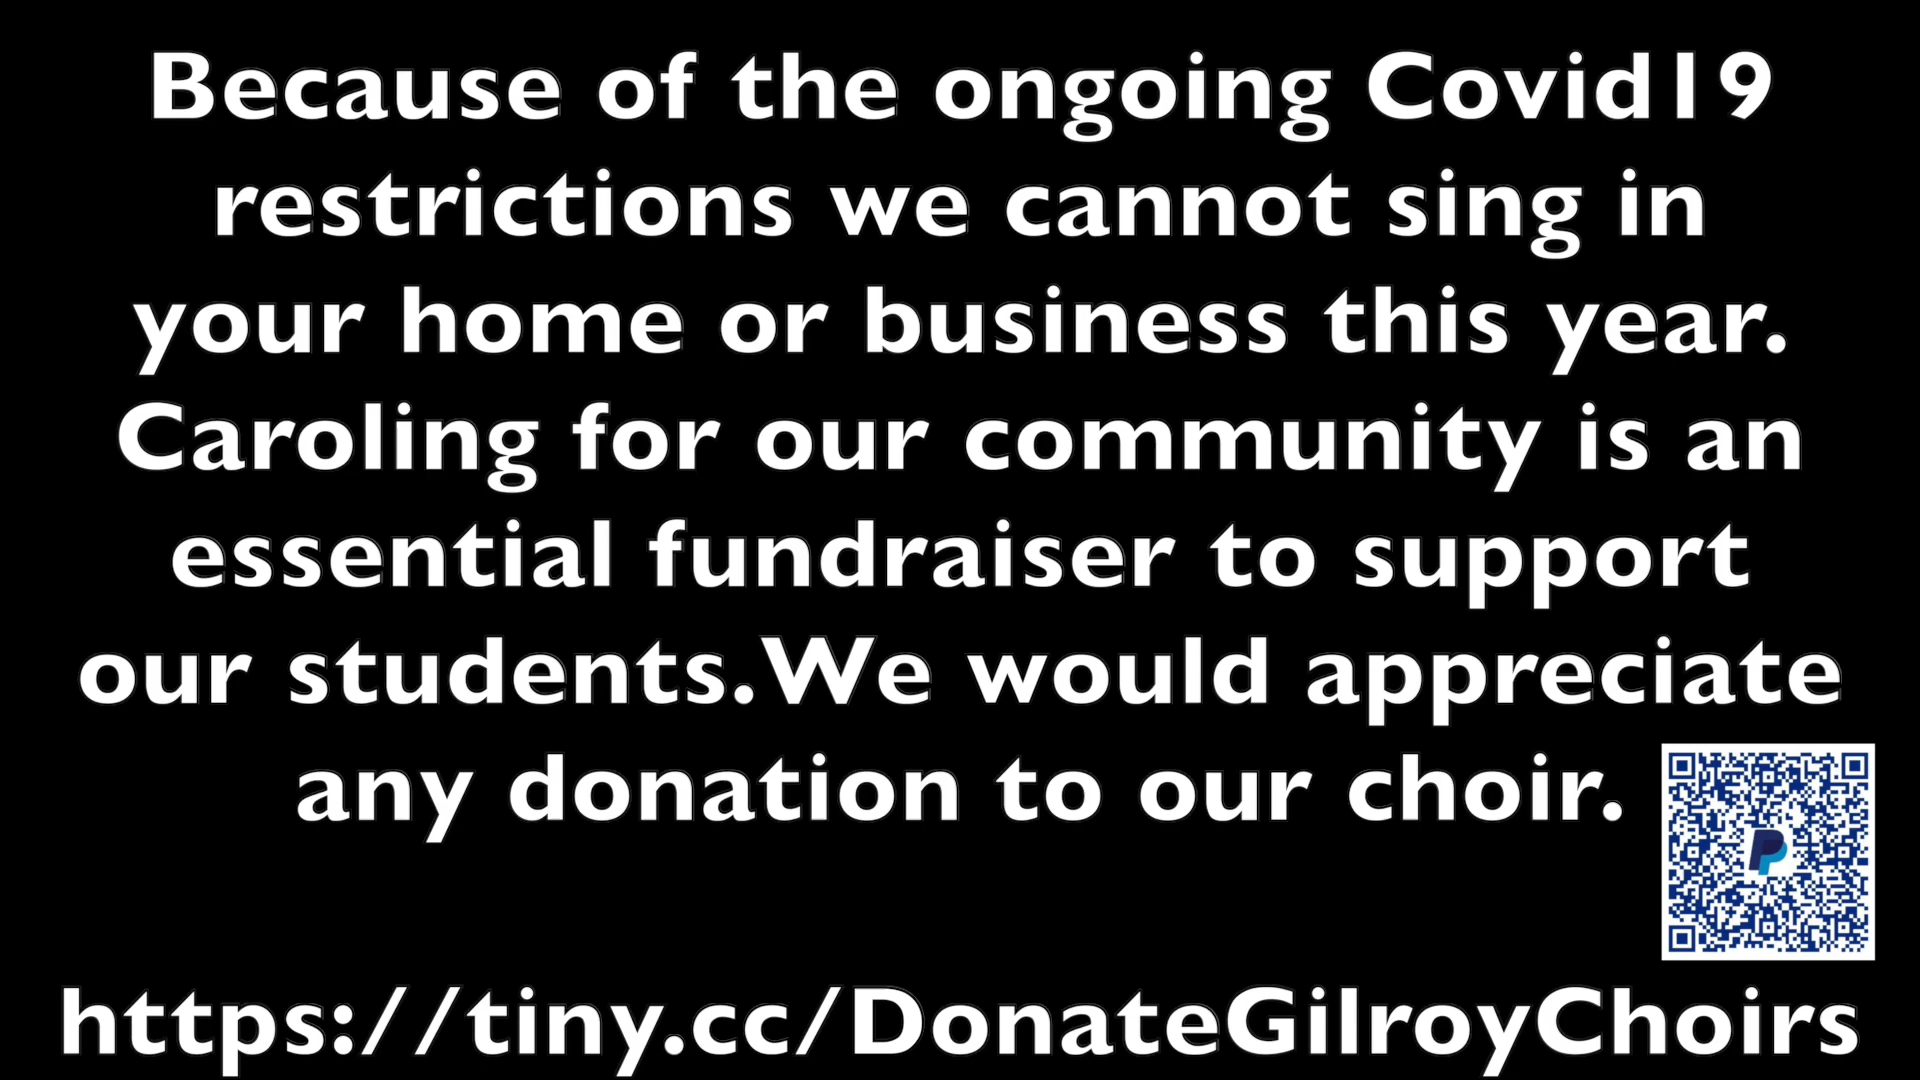 Because of the ongoing Covid19
restrictions we cannot sing in
your home or business this year.
Caroling for our community is an
essential fundraiser to support
our students. We would appreciate
any donation to our choir.
https://tiny.cc/DonateGilroyChoirs